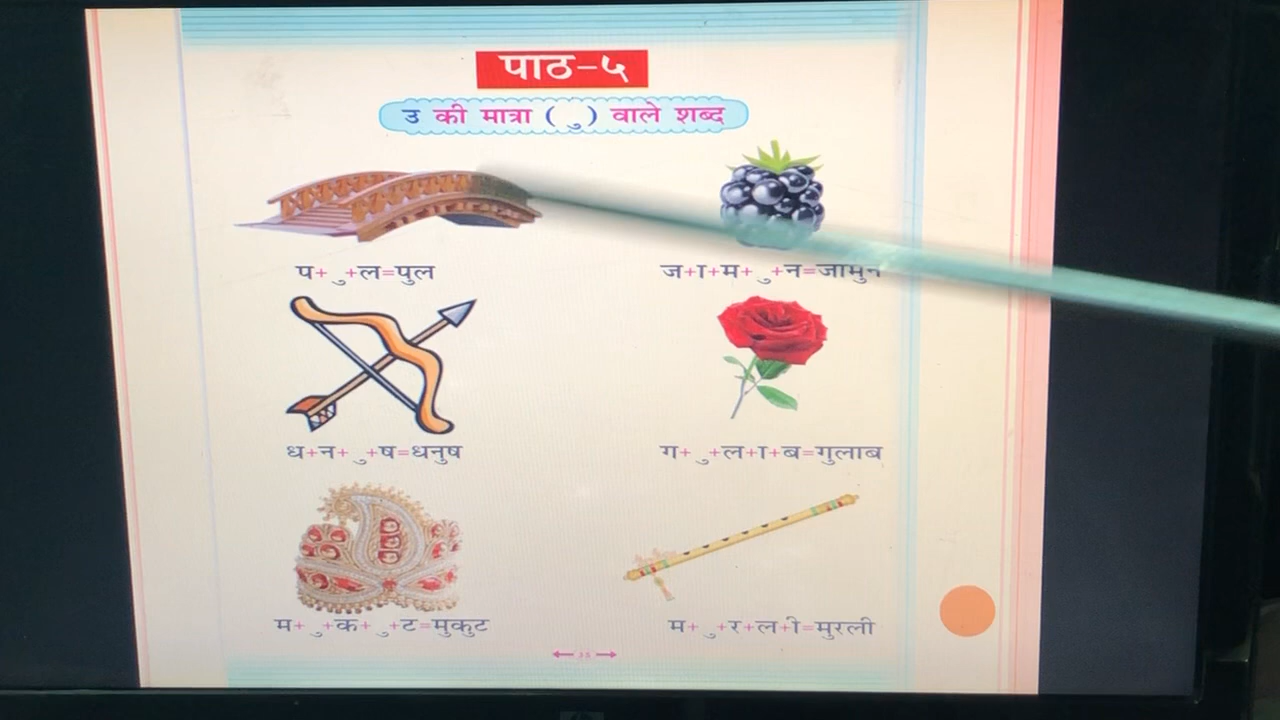 पाठ-५
उ की मात्रा ( ु ) वाले शब्द
प+ ु+ल=पुल
ज+ा+म+ ु+न=जामुन
ध+न+ ु+ष=धनुष
ग+ ु+ल+ा+ब=गुलाब
म+ ु+क+ ु+ट=मुकुट
म+ ु+र+ल+ी=मुरली